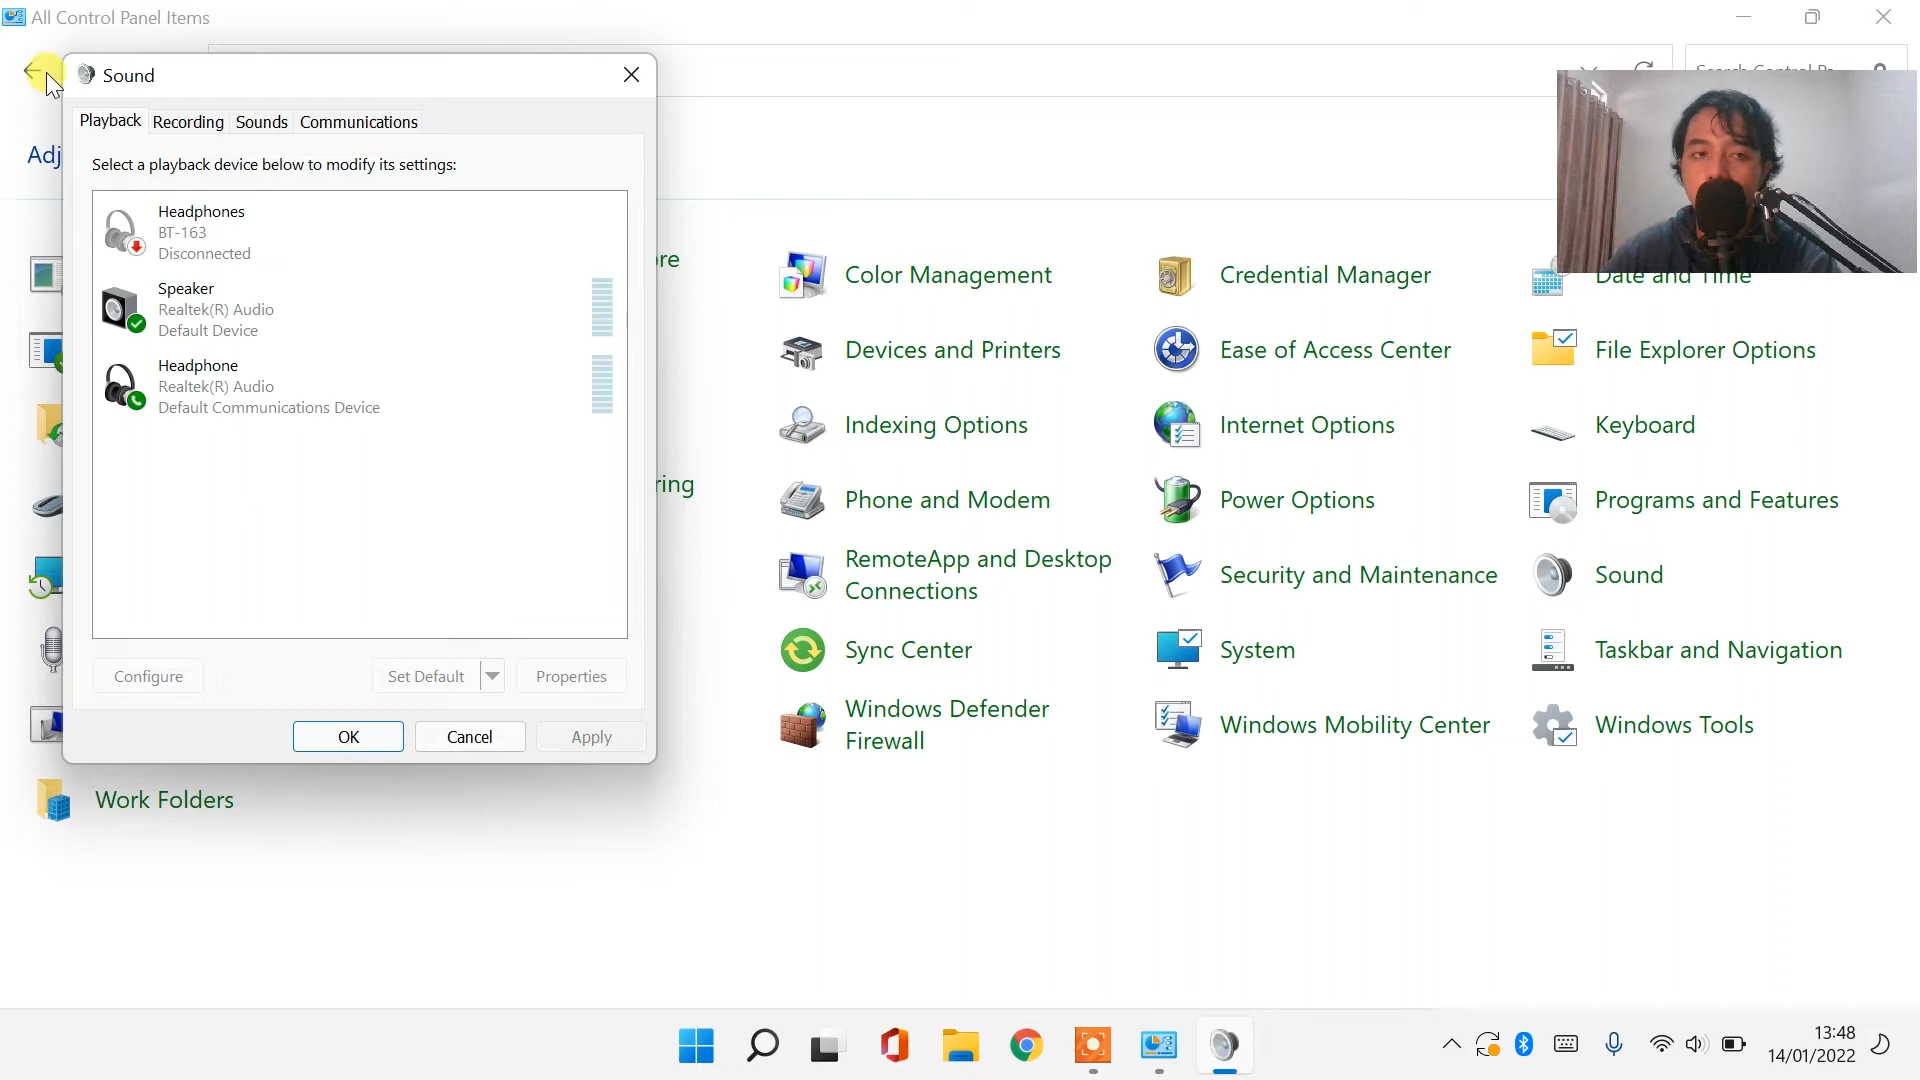 All Control Panel Items
Sound
Playback
Recording
Sounds
Communications
Adj
Select a playback device below to modify its settings:
Headphones
BT-163
Disconnected
Speaker
Realtek(R) Audio
Default Device
Headphone
Realtek(R) Audio
Default Communications Device
Configure
Set Default
Properties
OK
Cancel
Apply
ring
Color Management
Credential Manager
Date and Time
Devices and Printers
Ease of Access Center
File Explorer Options
Indexing Options
Internet Options
Keyboard
Phone and Modem
Power Options
Programs and Features
RemoteApp and Desktop
Connections
Security and Maintenance
Sound
Sync Center
System
Taskbar and Navigation
Windows Defender
Firewall
Windows Mobility Center
Windows Tools
Work Folders
13:48
14/01/2022